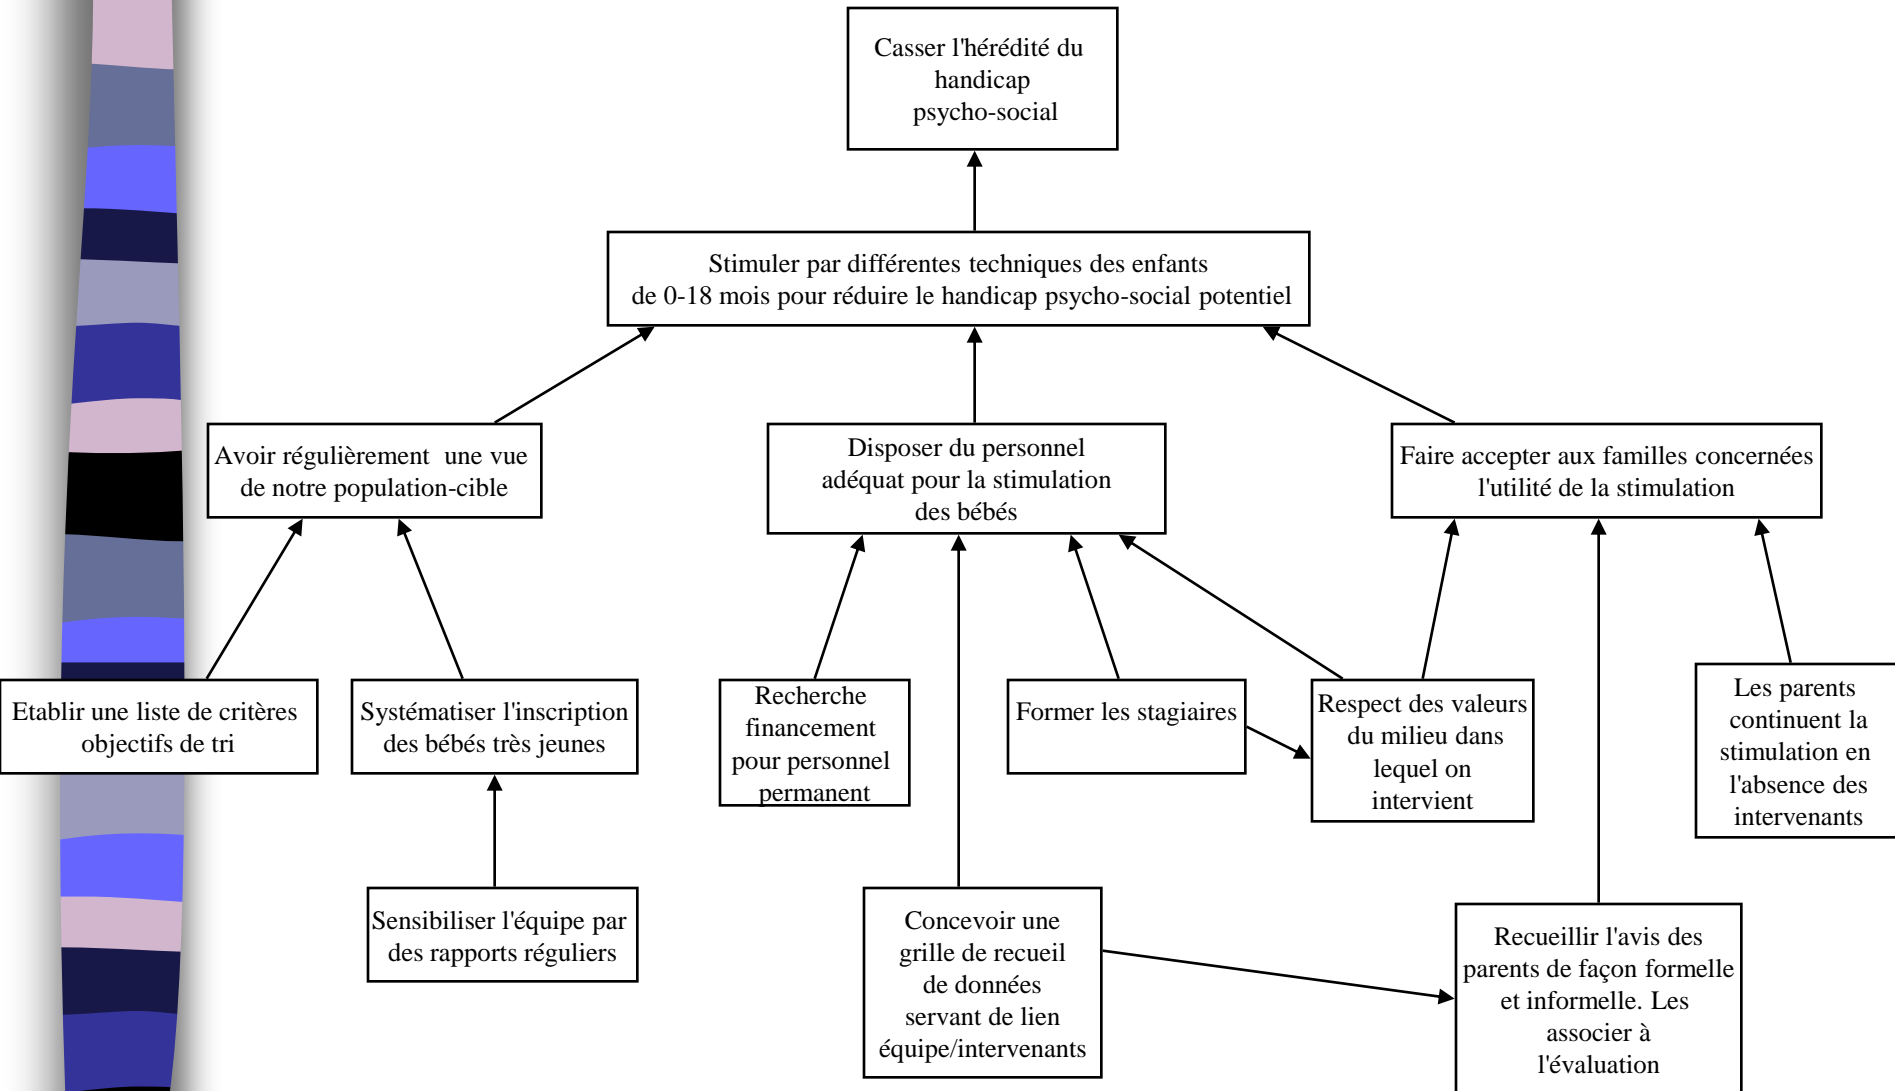 Casser l'hérédité du
handicap
psycho-social
Stimuler par différentes techniques des enfants
de 0-18 mois pour réduire le handicap psycho-social potentiel
Avoir régulièrement une vue
de notre population-cible
Disposer du personnel
adéquat pour la stimulation
des bébés
Faire accepter aux familles concernées
l'utilité de la stimulation
Etablir une liste de critères
objectifs de tri
Systématiser l'inscription
des bébés très jeunes
Recherche
financement
pour personnel
permanent
Former les stagiaires
Respect des valeurs
du milieu dans
lequel on
intervient
Les parents
continuent la
stimulation en
l'absence des
intervenants
Sensibiliser l'équipe par
des rapports réguliers
Concevoir une
grille de recueil
de données
servant de lien
équipe/intervenants
Recueillir l'avis des
parents de façon formelle
et informelle. Les
associer à
l'évaluation